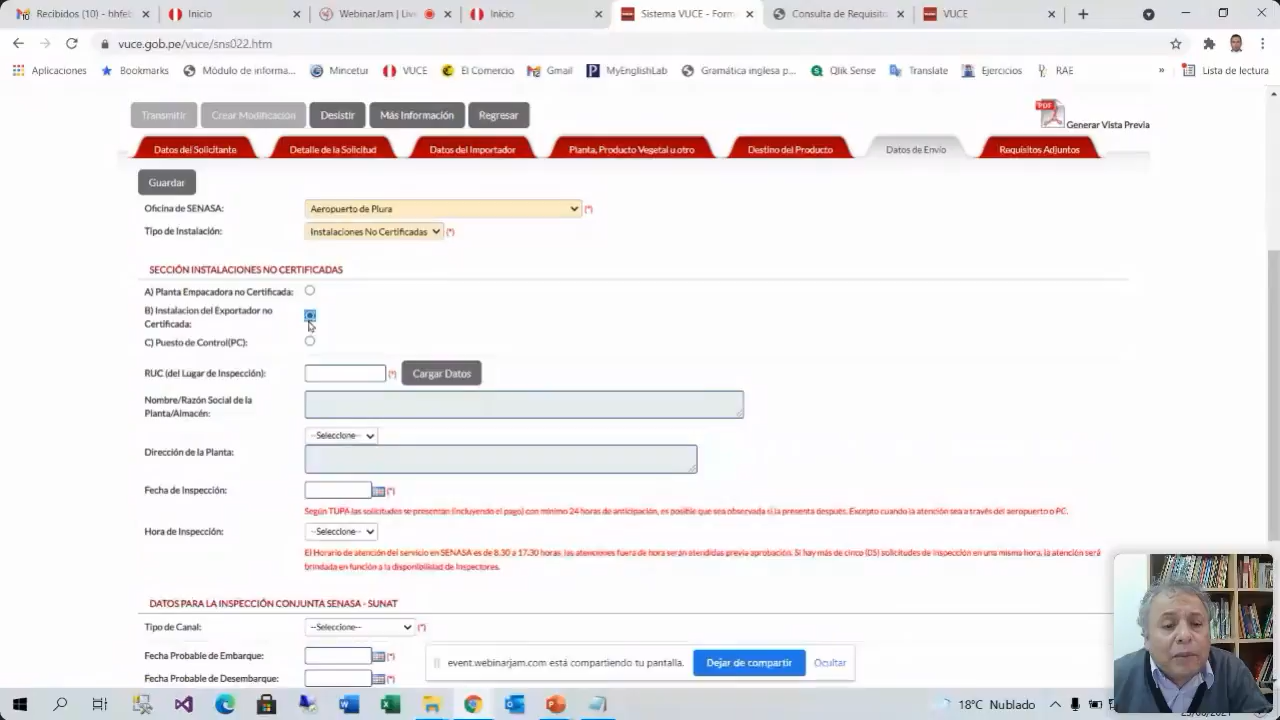 Recibidos (10) - hfeb
Inicio
WebinarJam | Live
Inicio
Sistema VUCE - Form
Consulta de Requisito
VUCE
vuce.gob.pe/vuce/sns022.htm
Aplicaciones
Bookmarks
Módulo de informa...
Mincetur
VUCE
El Comercio
Gmail
MyEnglishLab
Gramática inglesa p...
Qlik Sense
Translate
Ejercicios
RAE
»
Lista de lectura
Transmitir
Crear Modificación
Desistir
Más Información
Regresar
PDF
Generar Vista Previa
Datos del Solicitante
Detalle de la Solicitud
Datos del Importador
Planta, Producto Vegetal u otro
Destino del Producto
Datos de Envío
Requisitos Adjuntos
Guardar
Oficina de SENASA:
Aeropuerto de Piura
(*)
Tipo de Instalación:
Instalaciones No Certificadas
(*)
SECCIÓN INSTALACIONES NO CERTIFICADAS
A) Planta Empacadora no Certificada:
B) Instalacion del Exportador no
Certificada:
C) Puesto de Control(PC):
RUC (del Lugar de Inspección):
(*)
Cargar Datos
Nombre/Razón Social de la
Planta/Almacén:
--Seleccione--
Dirección de la Planta:
Fecha de Inspección:
(*)
Según TUPA las solicitudes se presentan (incluyendo el pago) con mínimo 24 horas de anticipación, es posible que sea observada si la presenta después. Excepto cuando la atención sea a través del aeropuerto o PC.
Hora de Inspección:
--Seleccione--
El Horario de atención del servicio en SENASA es de 8.30 a 17.30 horas, las atenciones fuera de hora serán atendidas previa aprobación. Si hay más de cinco (05) solicitudes de inspección en una misma hora, la atención será
brindada en función a la disponibilidad de inspectores.
DATOS PARA LA INSPECCIÓN CONJUNTA SENASA - SUNAT
Tipo de Canal:
--Seleccione--
(*)
Fecha Probable de Embarque:
(*)
Fecha Probable de Desembarque:
(*)
event.webinarjam.com está compartiendo tu pantalla.
Dejar de compartir
Ocultar
18°C Nublado